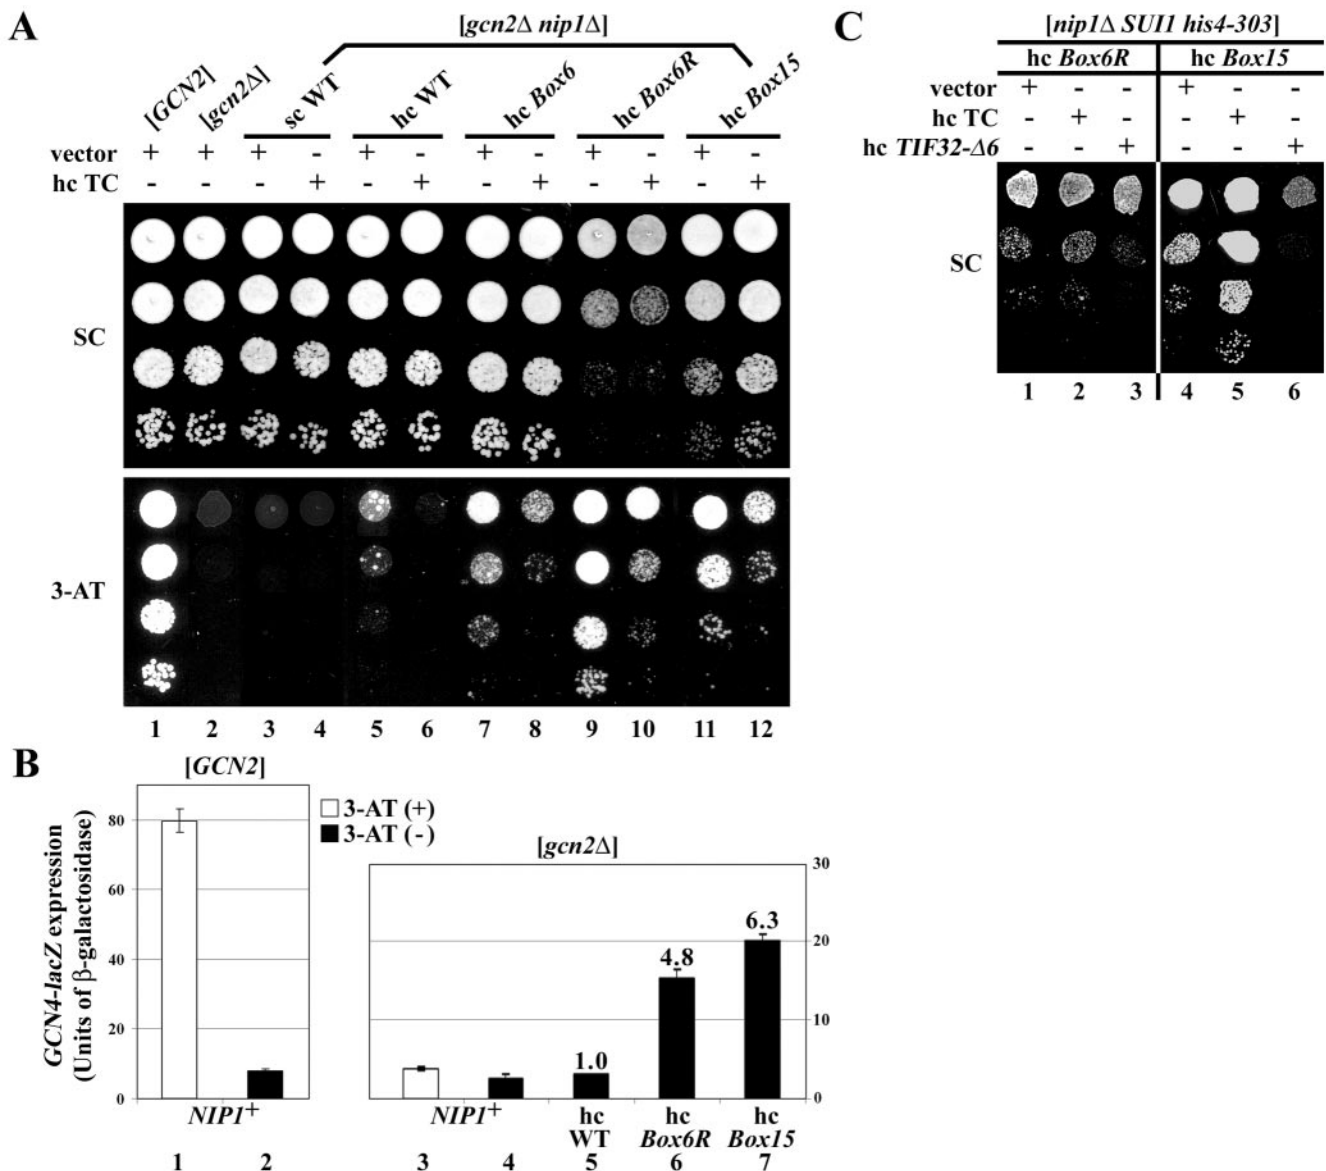 A
[gcn2Δ nip1Δ]
[GCN2]
[gcn2Δ]
sc WT
hc WT
hc Box6
hc Box6R
hc Box15
vector + + + - + - + - + - + -
hc TC - - - + - + - + - + - +
SC
3-AT
1 2 3 4 5 6 7 8 9 10 11 12
C
[nip1Δ SUI1 his4-303]
hc Box6R hc Box15
vector + - - + - -
hc TC - + - - + -
hc TIF32-Δ6 - - + - - +
SC
1 2 3 4 5 6
B
[GCN2]
3-AT (+)
3-AT (-)
GCN4-lacZ expression
(Units of β-galactosidase)
80
60
40
20
0
NIP1+
1 2
[gcn2Δ]
30
20
10
0
1.0
4.8
6.3
NIP1+
hc WT
hc Box6R
hc Box15
3 4 5 6 7